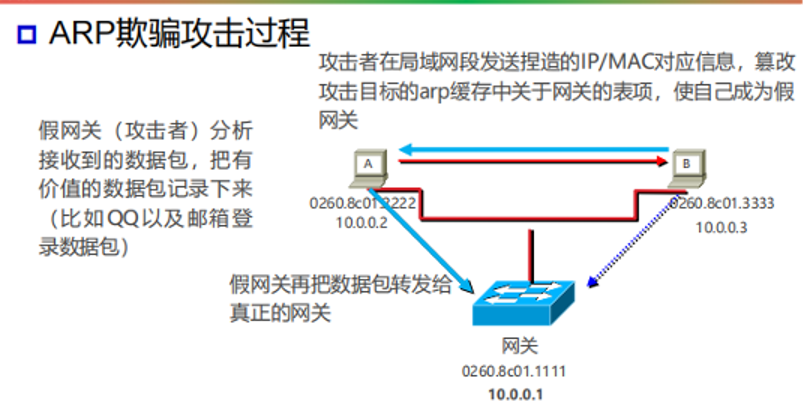 ARP欺骗攻击过程
攻击者在局域网段发送捏造的IP/MAC对应信息，篡改
攻击目标的arp缓存中关于网关的表项，使自己成为假
网关
假网关（攻击者）分析
接收到的数据包，把有
价值的数据包记录下来
（比如QQ以及邮箱登
录数据包）
A
B
0260.8c01.2222
10.0.0.2
0260.8c01.3333
10.0.0.3
假网关再把数据包转发给
真正的网关
网关
0260.8c01.1111
10.0.0.1